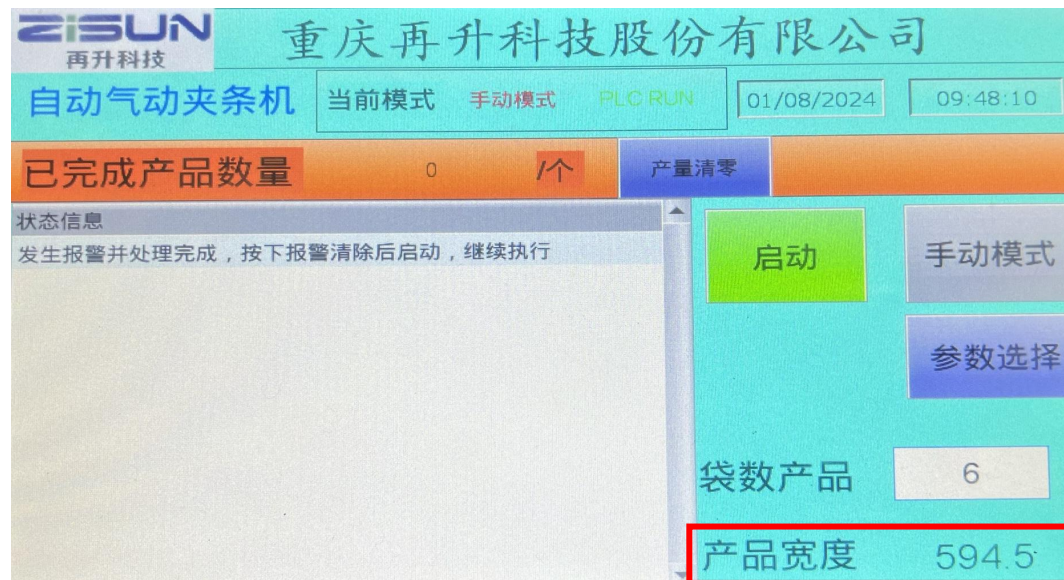 ZiSUN
再升科技
重庆再升科技股份有限公司
自动气动夹条机
当前模式 手动模式 PLC RUN
01/08/2024 09:48:10
已完成产品数量 0 /个 产量清零
状态信息
发生报警并处理完成，按下报警清除后启动，继续执行
启动 手动模式
参数选择
袋数产品 6
产品宽度 594.5